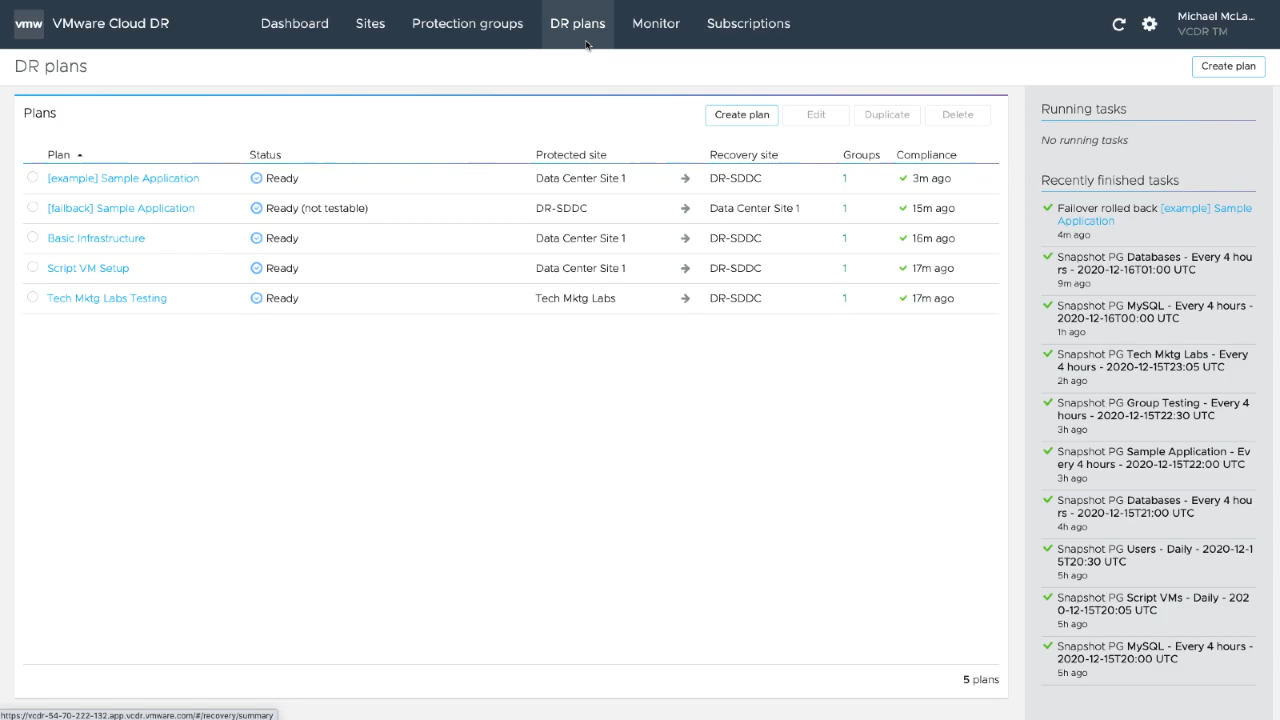 vmw VMware Cloud DR Dashboard Sites Protection groups DR plans Monitor Subscriptions Michael McLa...
VCDR TM
DR plans Create plan
Plans Create plan Edit Duplicate Delete
Plan Status Protected site Recovery site Groups Compliance
[example] Sample Application Ready Data Center Site 1 DR-SDDC 1 3m ago
[failback] Sample Application Ready (not testable) DR-SDDC Data Center Site 1 1 15m ago
Basic Infrastructure Ready Data Center Site 1 DR-SDDC 1 16m ago
Script VM Setup Ready Data Center Site 1 DR-SDDC 1 17m ago
Tech Mktg Labs Testing Ready Tech Mktg Labs DR-SDDC 1 17m ago
5 plans
Running tasks
No running tasks
Recently finished tasks
Failover rolled back [example] Sample
Application
4m ago
Snapshot PG Databases - Every 4 hou
rs - 2020-12-16T01:00 UTC
9m ago
Snapshot PG MySQL - Every 4 hours -
2020-12-16T00:00 UTC
1h ago
Snapshot PG Tech Mktg Labs - Every
4 hours - 2020-12-15T23:05 UTC
2h ago
Snapshot PG Group Testing - Every 4
hours - 2020-12-15T22:30 UTC
3h ago
Snapshot PG Sample Application - Ev
ery 4 hours - 2020-12-15T22:00 UTC
3h ago
Snapshot PG Databases - Every 4 hou
rs - 2020-12-15T21:00 UTC
4h ago
Snapshot PG Users - Daily - 2020-12-1
5T20:30 UTC
5h ago
Snapshot PG Script VMs - Daily - 202
0-12-15T20:05 UTC
5h ago
Snapshot PG MySQL - Every 4 hours -
2020-12-15T20:00 UTC
5h ago
https://vcdr-54-70-222-132.app.vcdr.vmware.com/#/recovery/summary